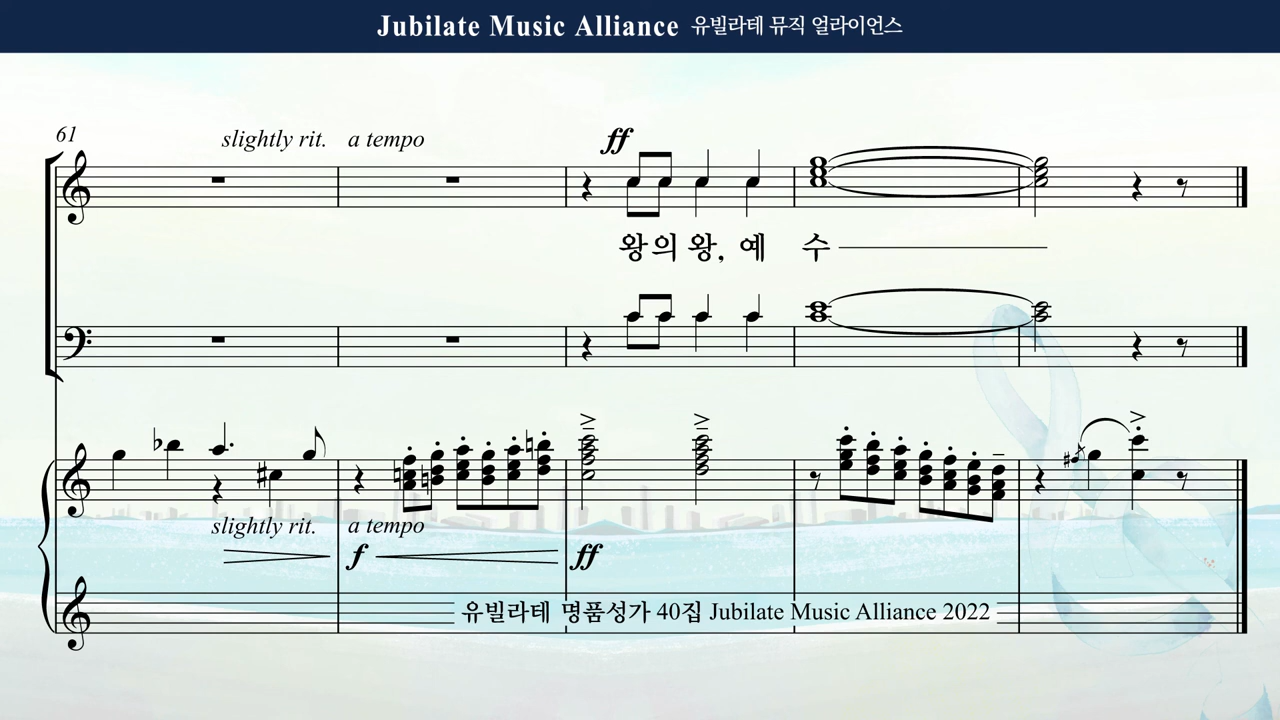 Jubilate Music Alliance 유빌라테 뮤직 얼라이언스
61
slightly rit. a tempo
ff
왕의 왕, 예 수
slightly rit. a tempo
f ff
유빌라테 명품성가 40집 Jubilate Music Alliance 2022